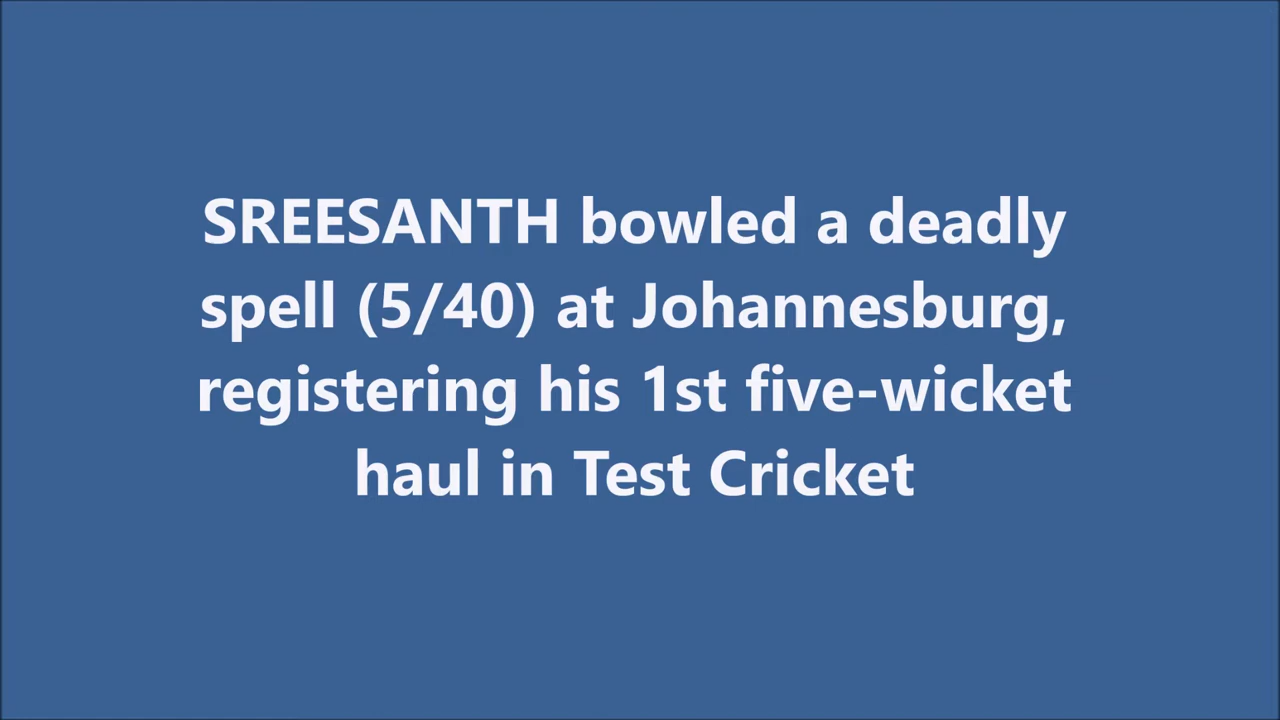 SREESANTH bowled a deadly
spell (5/40) at Johannesburg,
registering his 1st five-wicket
haul in Test Cricket